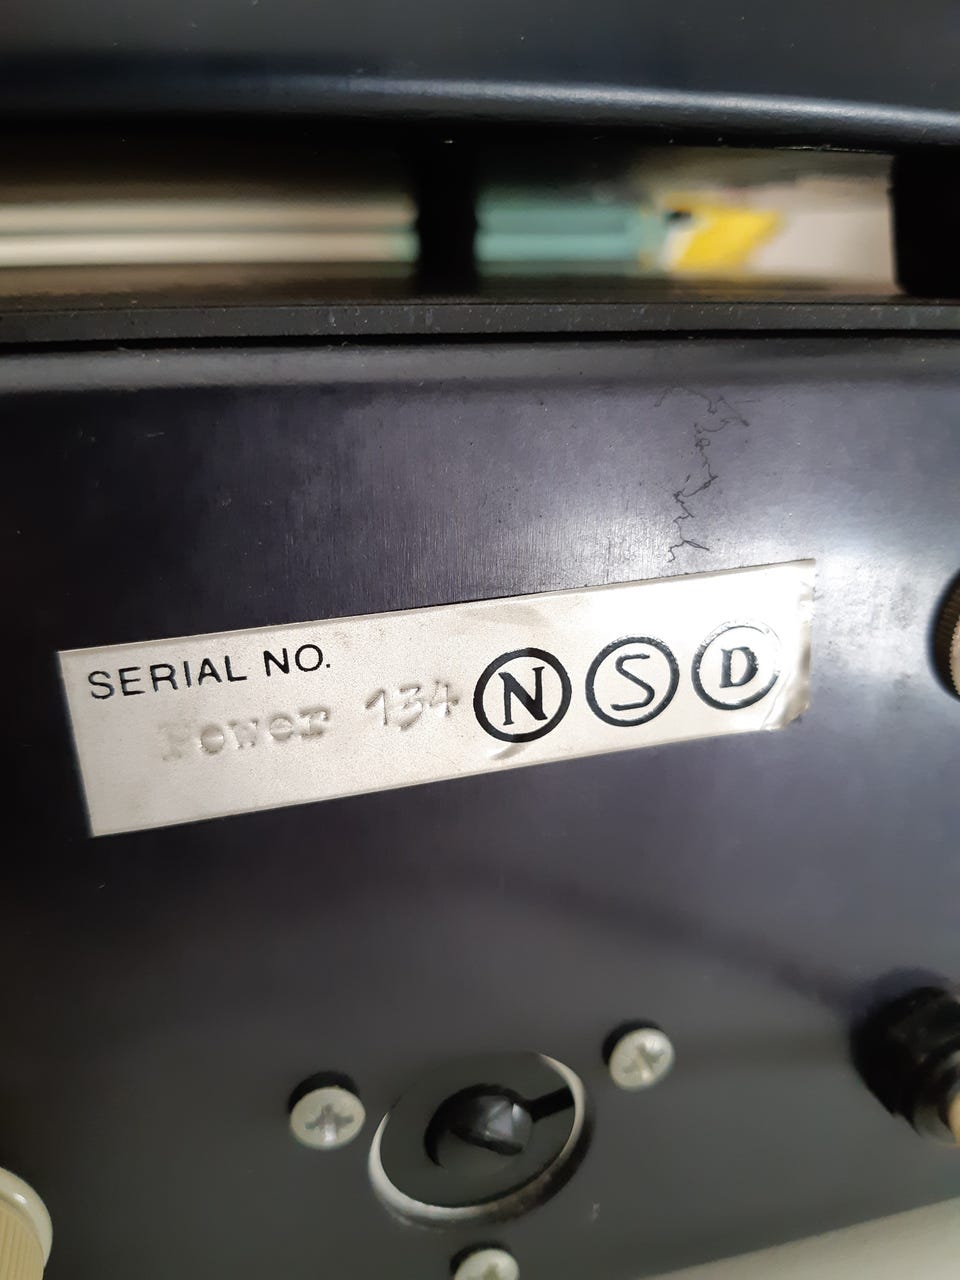 SERIAL NO.
Power 134
N S D